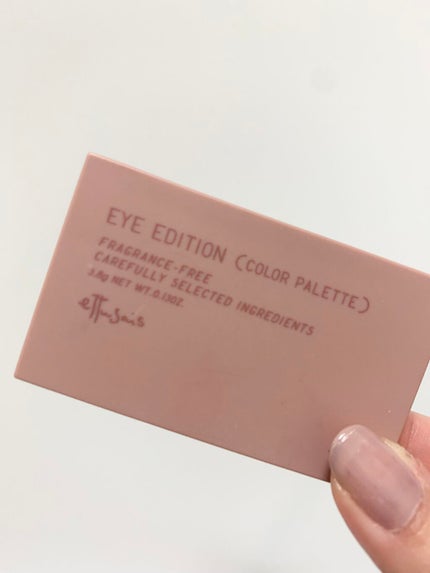 EYE EDITION (COLOR PALETTE)
FRAGRANCE-FREE
CAREFULLY SELECTED INGREDIENTS
3.8g NET WT.0.13OZ.
ettusais